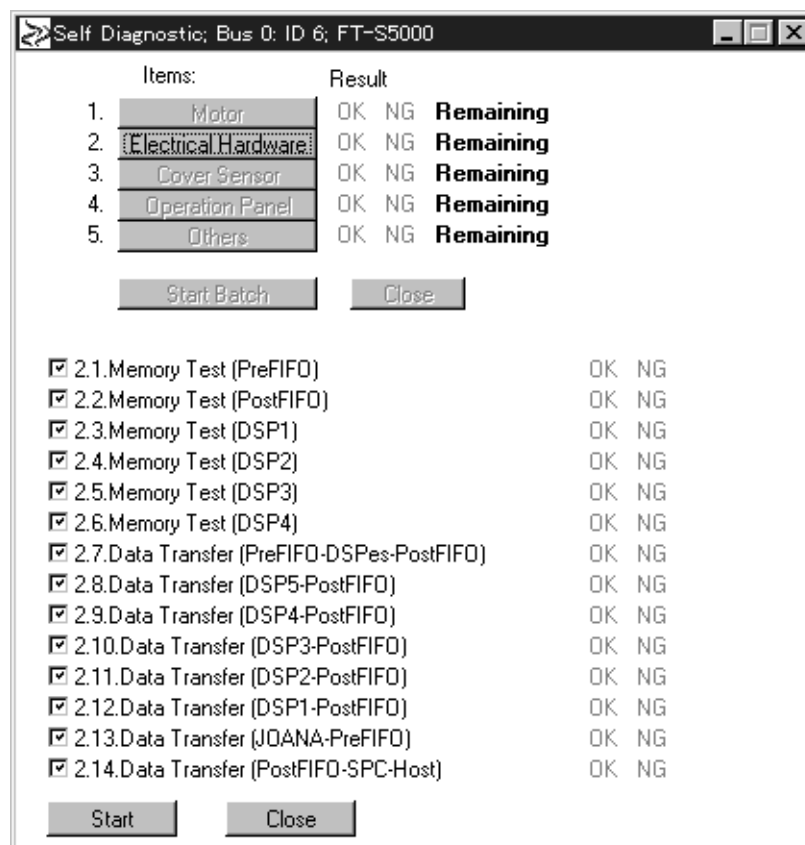 Self Diagnostic; Bus 0: ID 6; FT-S5000
Items: Result
1. Motor OK NG Remaining
2. Electrical Hardware OK NG Remaining
3. Cover Sensor OK NG Remaining
4. Operation Panel OK NG Remaining
5. Others OK NG Remaining
Start Batch Close
2.1.Memory Test (PreFIFO) OK NG
2.2.Memory Test (PostFIFO) OK NG
2.3.Memory Test (DSP1) OK NG
2.4.Memory Test (DSP2) OK NG
2.5.Memory Test (DSP3) OK NG
2.6.Memory Test (DSP4) OK NG
2.7.Data Transfer (PreFIFO-DSPes-PostFIFO) OK NG
2.8.Data Transfer (DSP5-PostFIFO) OK NG
2.9.Data Transfer (DSP4-PostFIFO) OK NG
2.10.Data Transfer (DSP3-PostFIFO) OK NG
2.11.Data Transfer (DSP2-PostFIFO) OK NG
2.12.Data Transfer (DSP1-PostFIFO) OK NG
2.13.Data Transfer (JOANA-PreFIFO) OK NG
2.14.Data Transfer (PostFIFO-SPC-Host) OK NG
Start Close